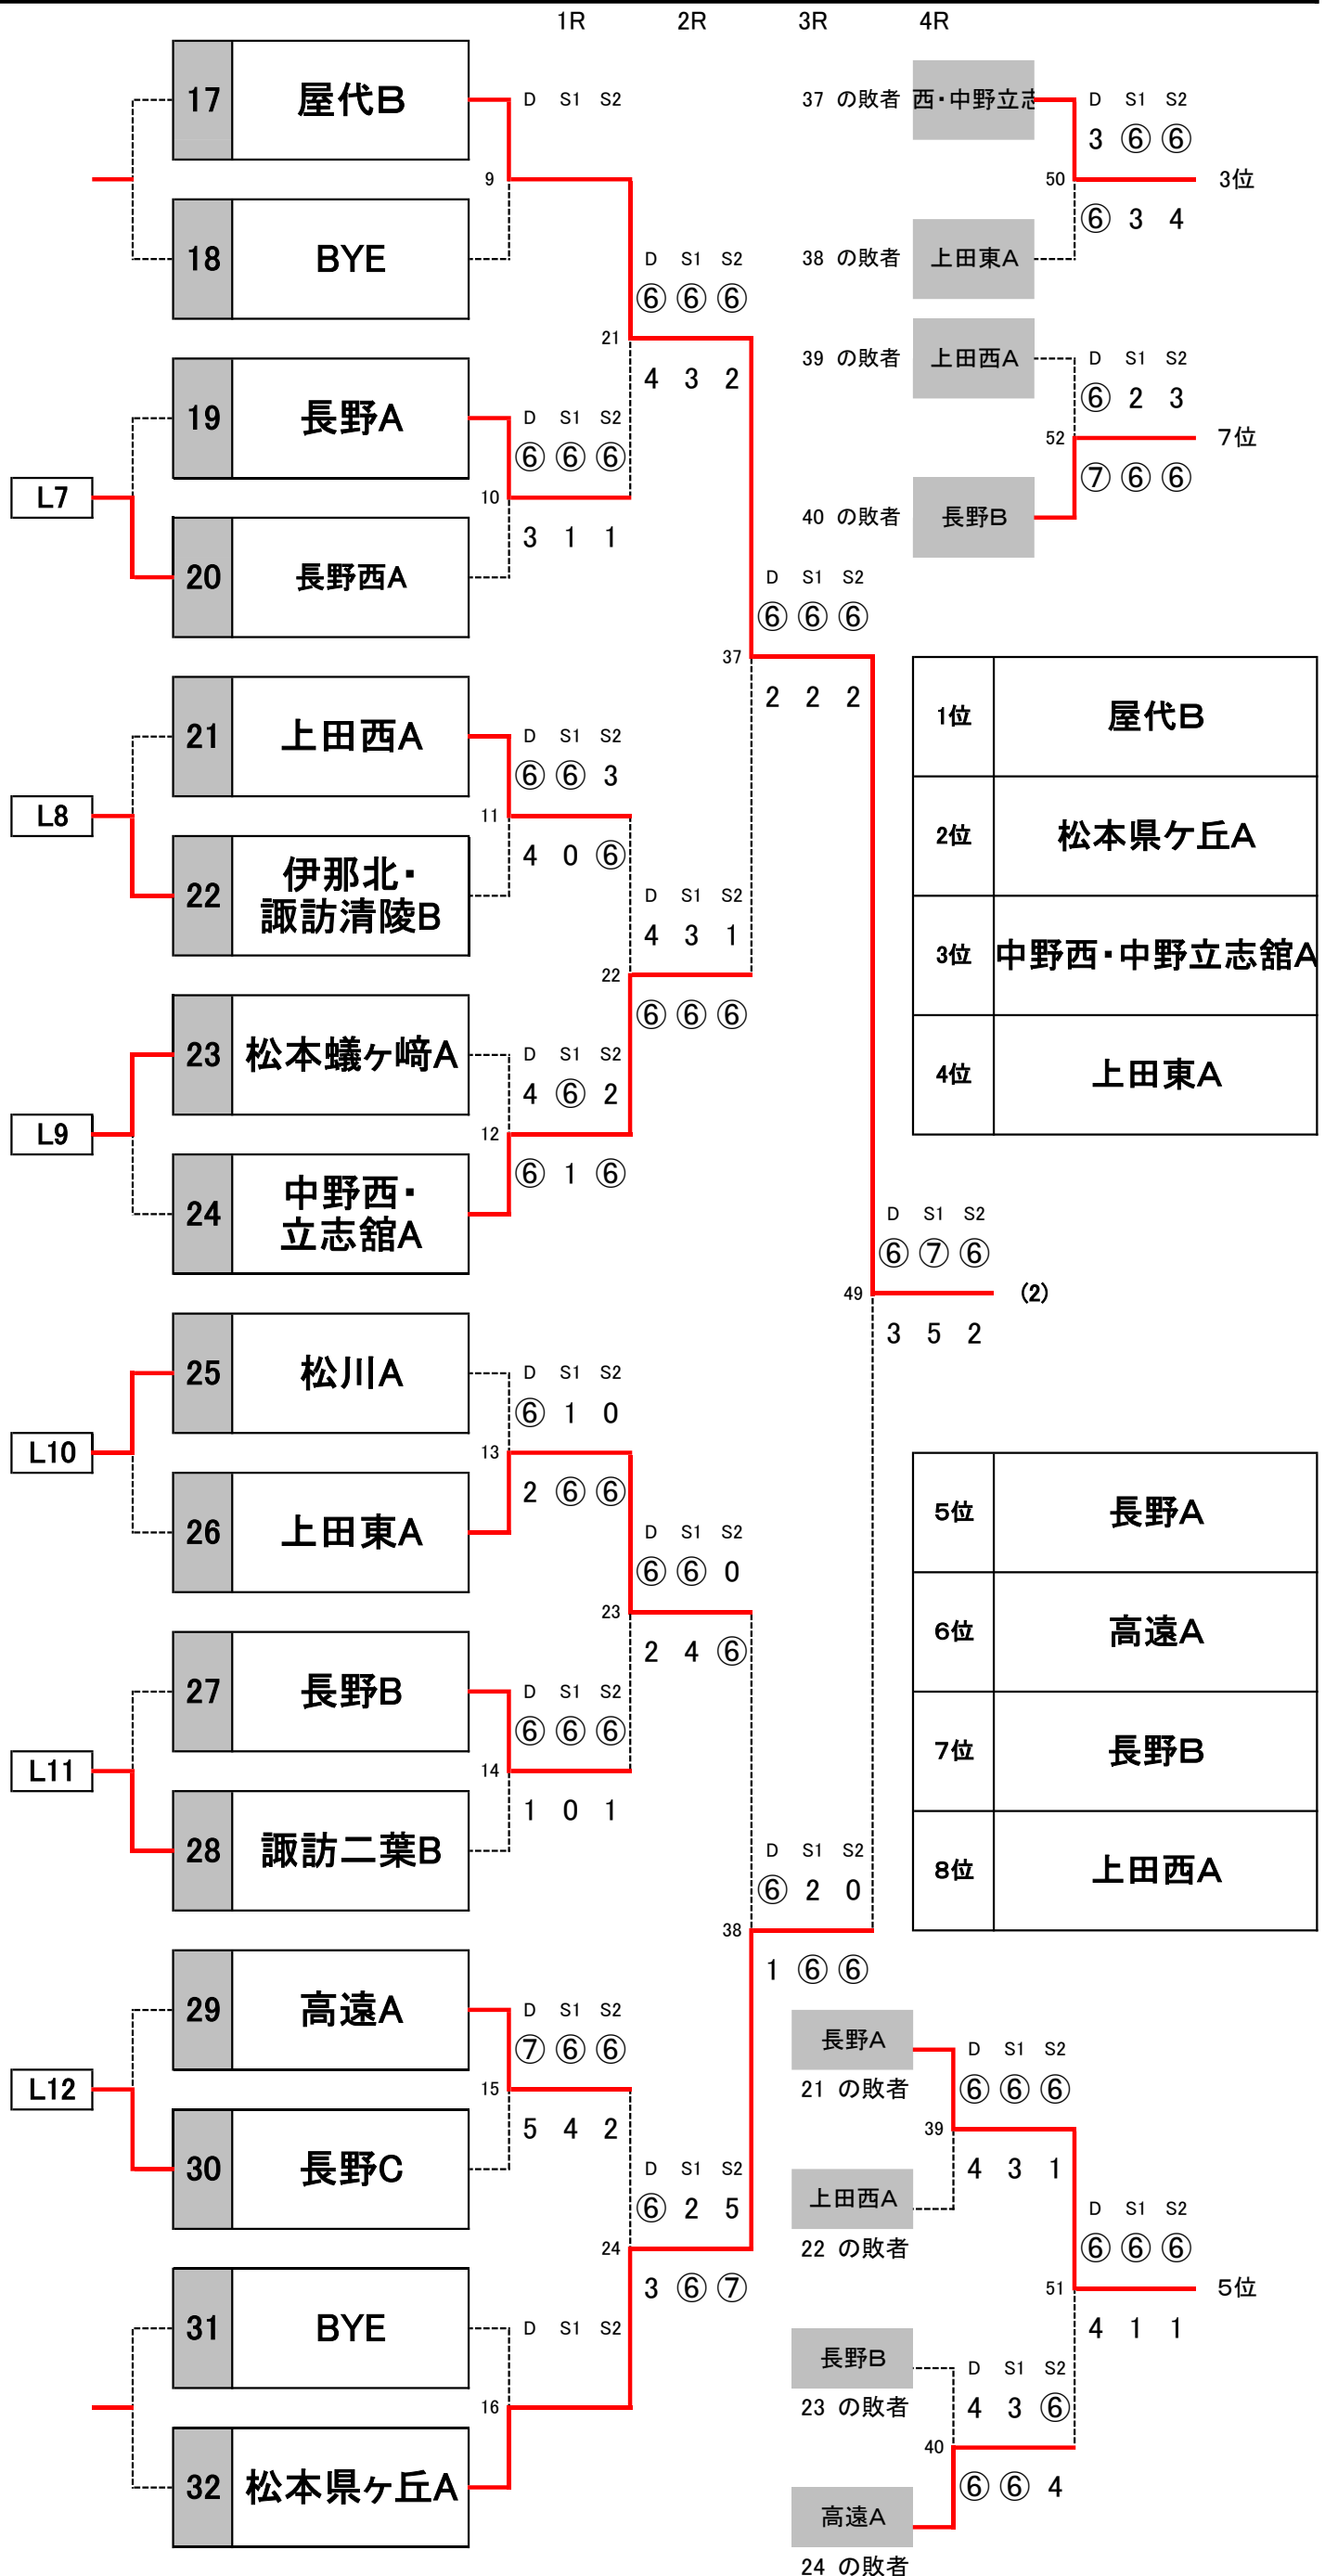 1R 2R 3R 4R
17 屋代B
D S1 S2
9
18 BYE
37 の敗者 西・中野立志
D S1 S2
3 ⑥ ⑥
50 3位
⑥ 3 4
38 の敗者 上田東A
D S1 S2
⑥ ⑥ ⑥
21
4 3 2
39 の敗者 上田西A
D S1 S2
⑥ 2 3
52 7位
⑦ ⑥ ⑥
40 の敗者 長野B
19 長野A
D S1 S2
⑥ ⑥ ⑥
L7
10
3 1 1
20 長野西A
D S1 S2
⑥ ⑥ ⑥
37
2 2 2
21 上田西A
D S1 S2
⑥ ⑥ 3
L8
11
4 0 ⑥
22 伊那北・
諏訪清陵B
D S1 S2
4 3 1
22
⑥ ⑥ ⑥
1位 屋代B
2位 松本県ケ丘A
3位 中野西・中野立志舘A
4位 上田東A
23 松本蟻ヶ﨑A
D S1 S2
4 ⑥ 2
L9
12
⑥ 1 ⑥
24 中野西・
立志舘A
D S1 S2
⑥ ⑦ ⑥
49 (2)
3 5 2
25 松川A
D S1 S2
⑥ 1 0
L10
13
2 ⑥ ⑥
26 上田東A
D S1 S2
⑥ ⑥ 0
23
2 4 ⑥
5位 長野A
6位 高遠A
7位 長野B
8位 上田西A
27 長野B
D S1 S2
⑥ ⑥ ⑥
L11
14
1 0 1
28 諏訪二葉B
D S1 S2
⑥ 2 0
38
1 ⑥ ⑥
29 高遠A
D S1 S2
⑦ ⑥ ⑥
L12
15
5 4 2
30 長野C
D S1 S2
⑥ 2 5
24
3 ⑥ ⑦
31 BYE
D S1 S2
16
32 松本県ヶ丘A
長野A
21 の敗者
D S1 S2
⑥ ⑥ ⑥
39
4 3 1
上田西A
22 の敗者
D S1 S2
⑥ ⑥ ⑥
51 5位
4 1 1
長野B
23 の敗者
D S1 S2
4 3 ⑥
40
⑥ ⑥ 4
高遠A
24 の敗者